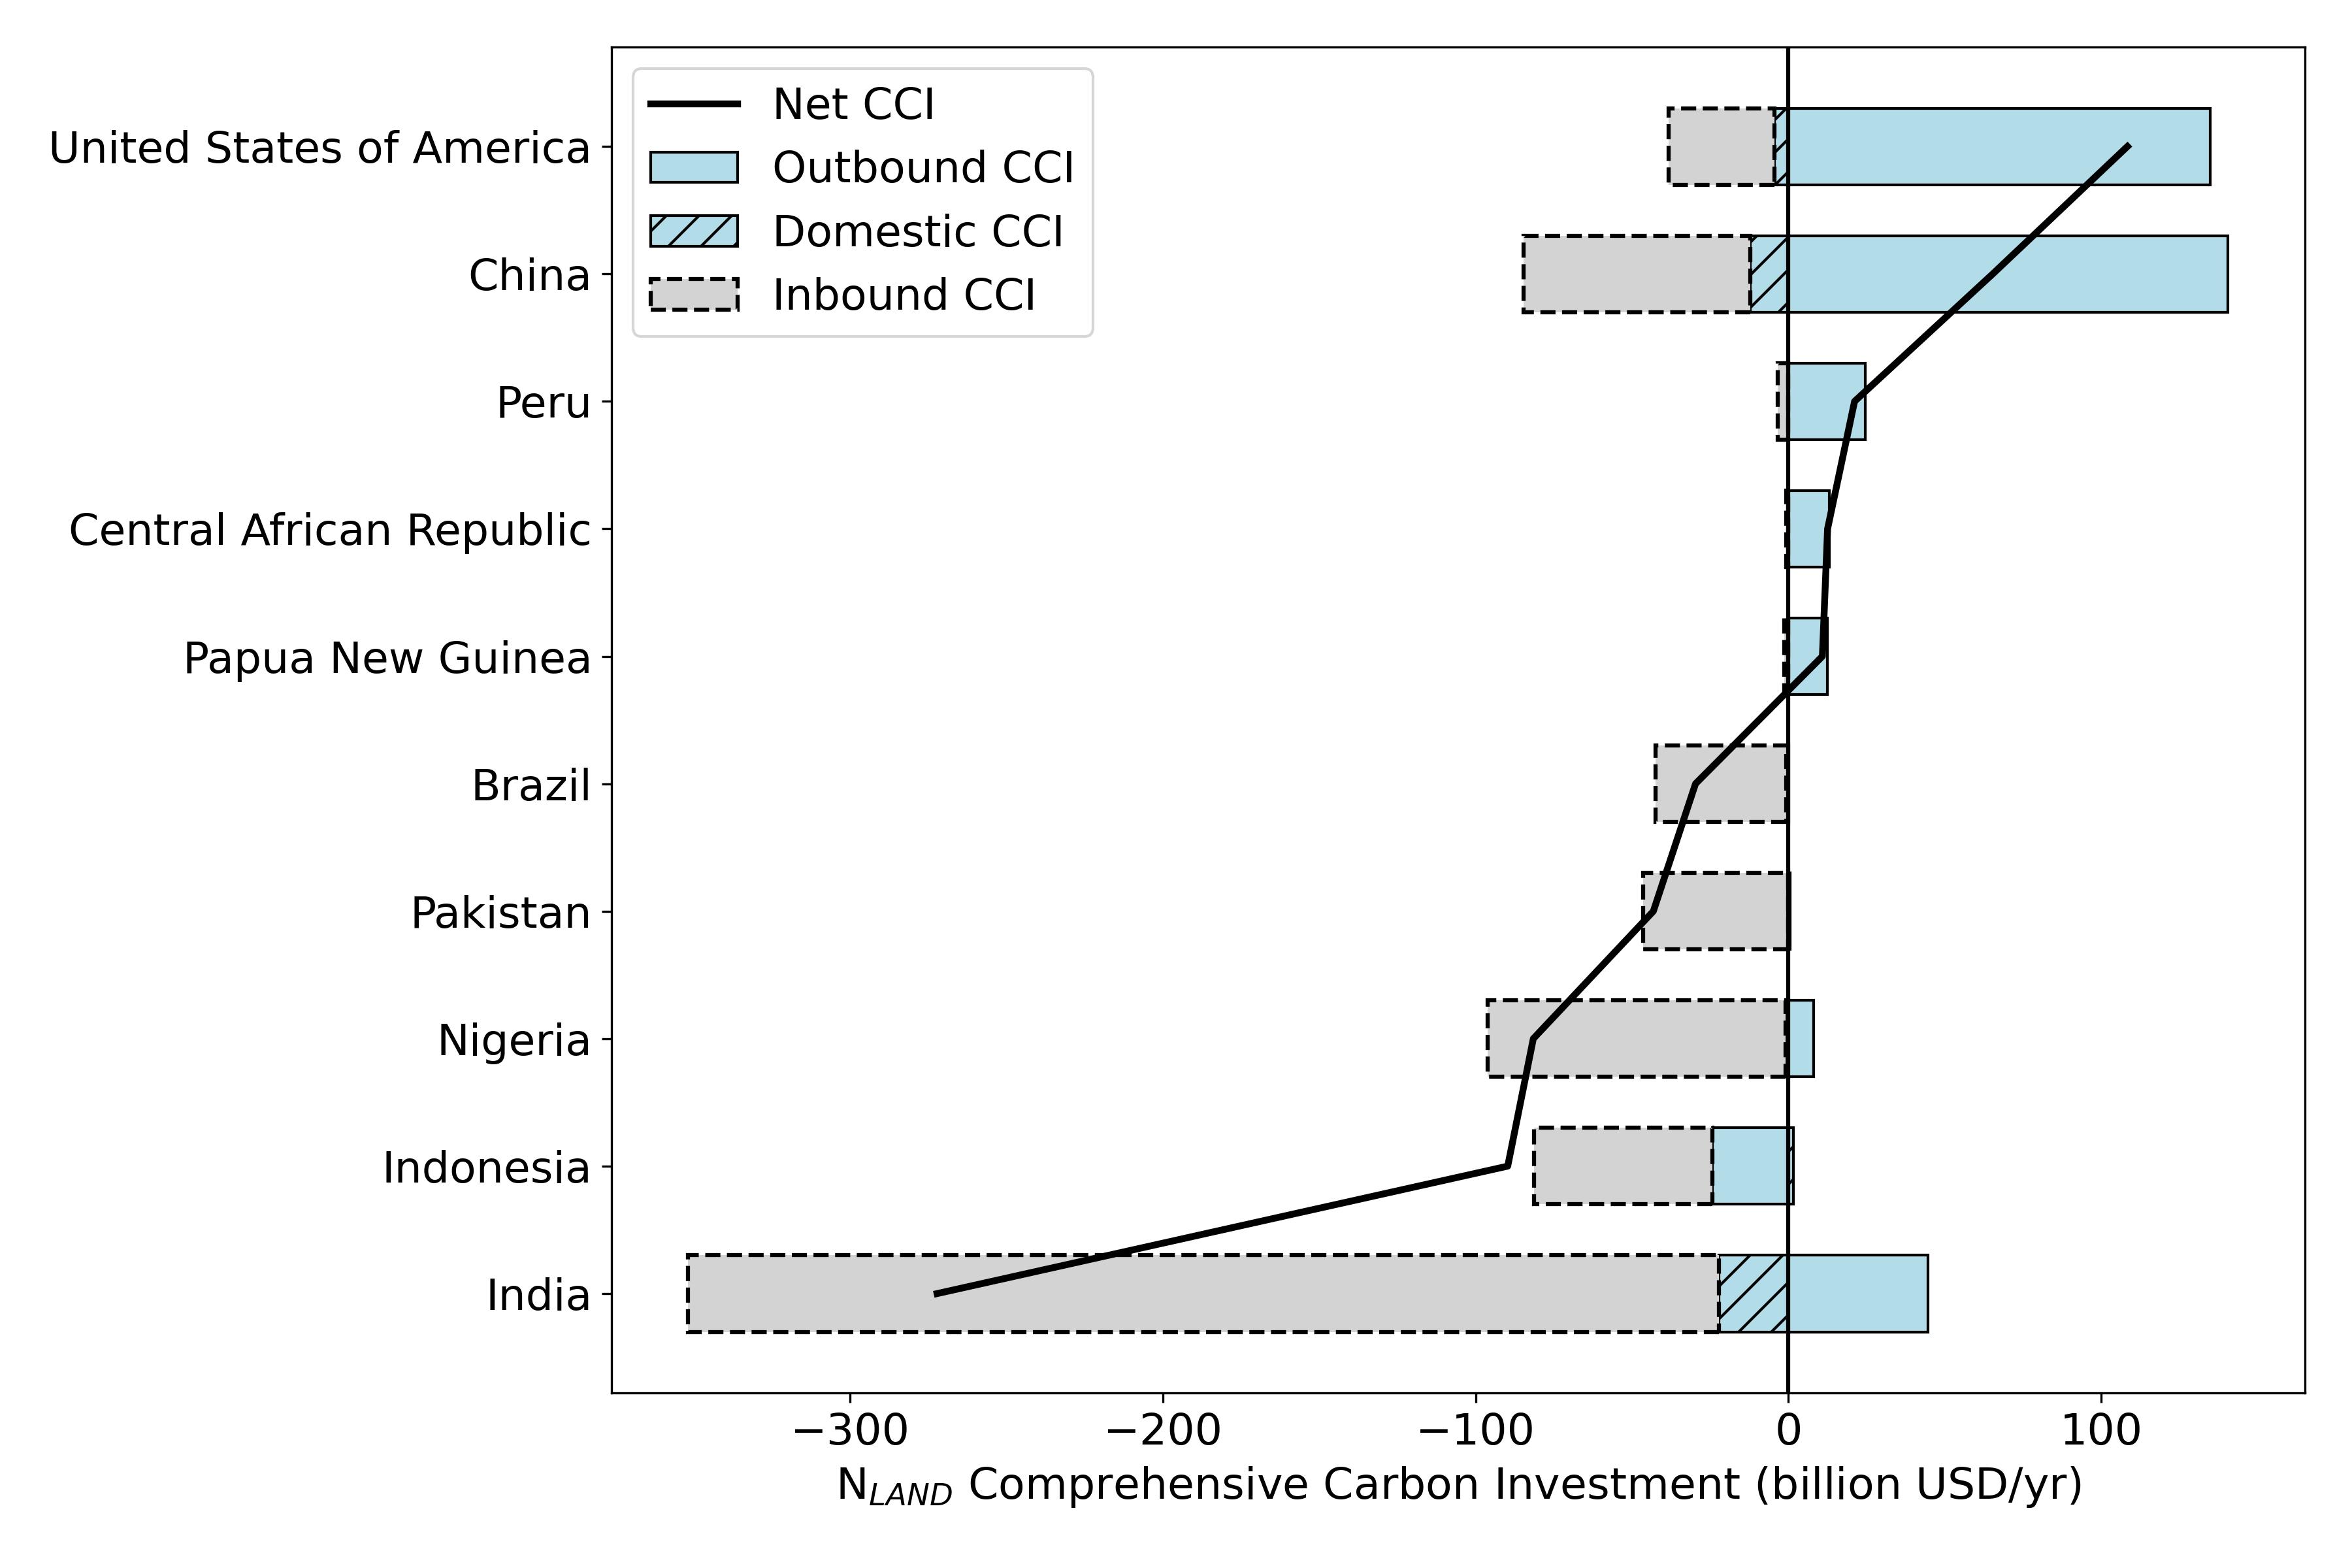 Net CCI
Outbound CCI
Domestic CCI
Inbound CCI
United States of America
China
Peru
Central African Republic
Papua New Guinea
Brazil
Pakistan
Nigeria
Indonesia
India
−300 −200 −100 0 100
N_LAND Comprehensive Carbon Investment (billion USD/yr)